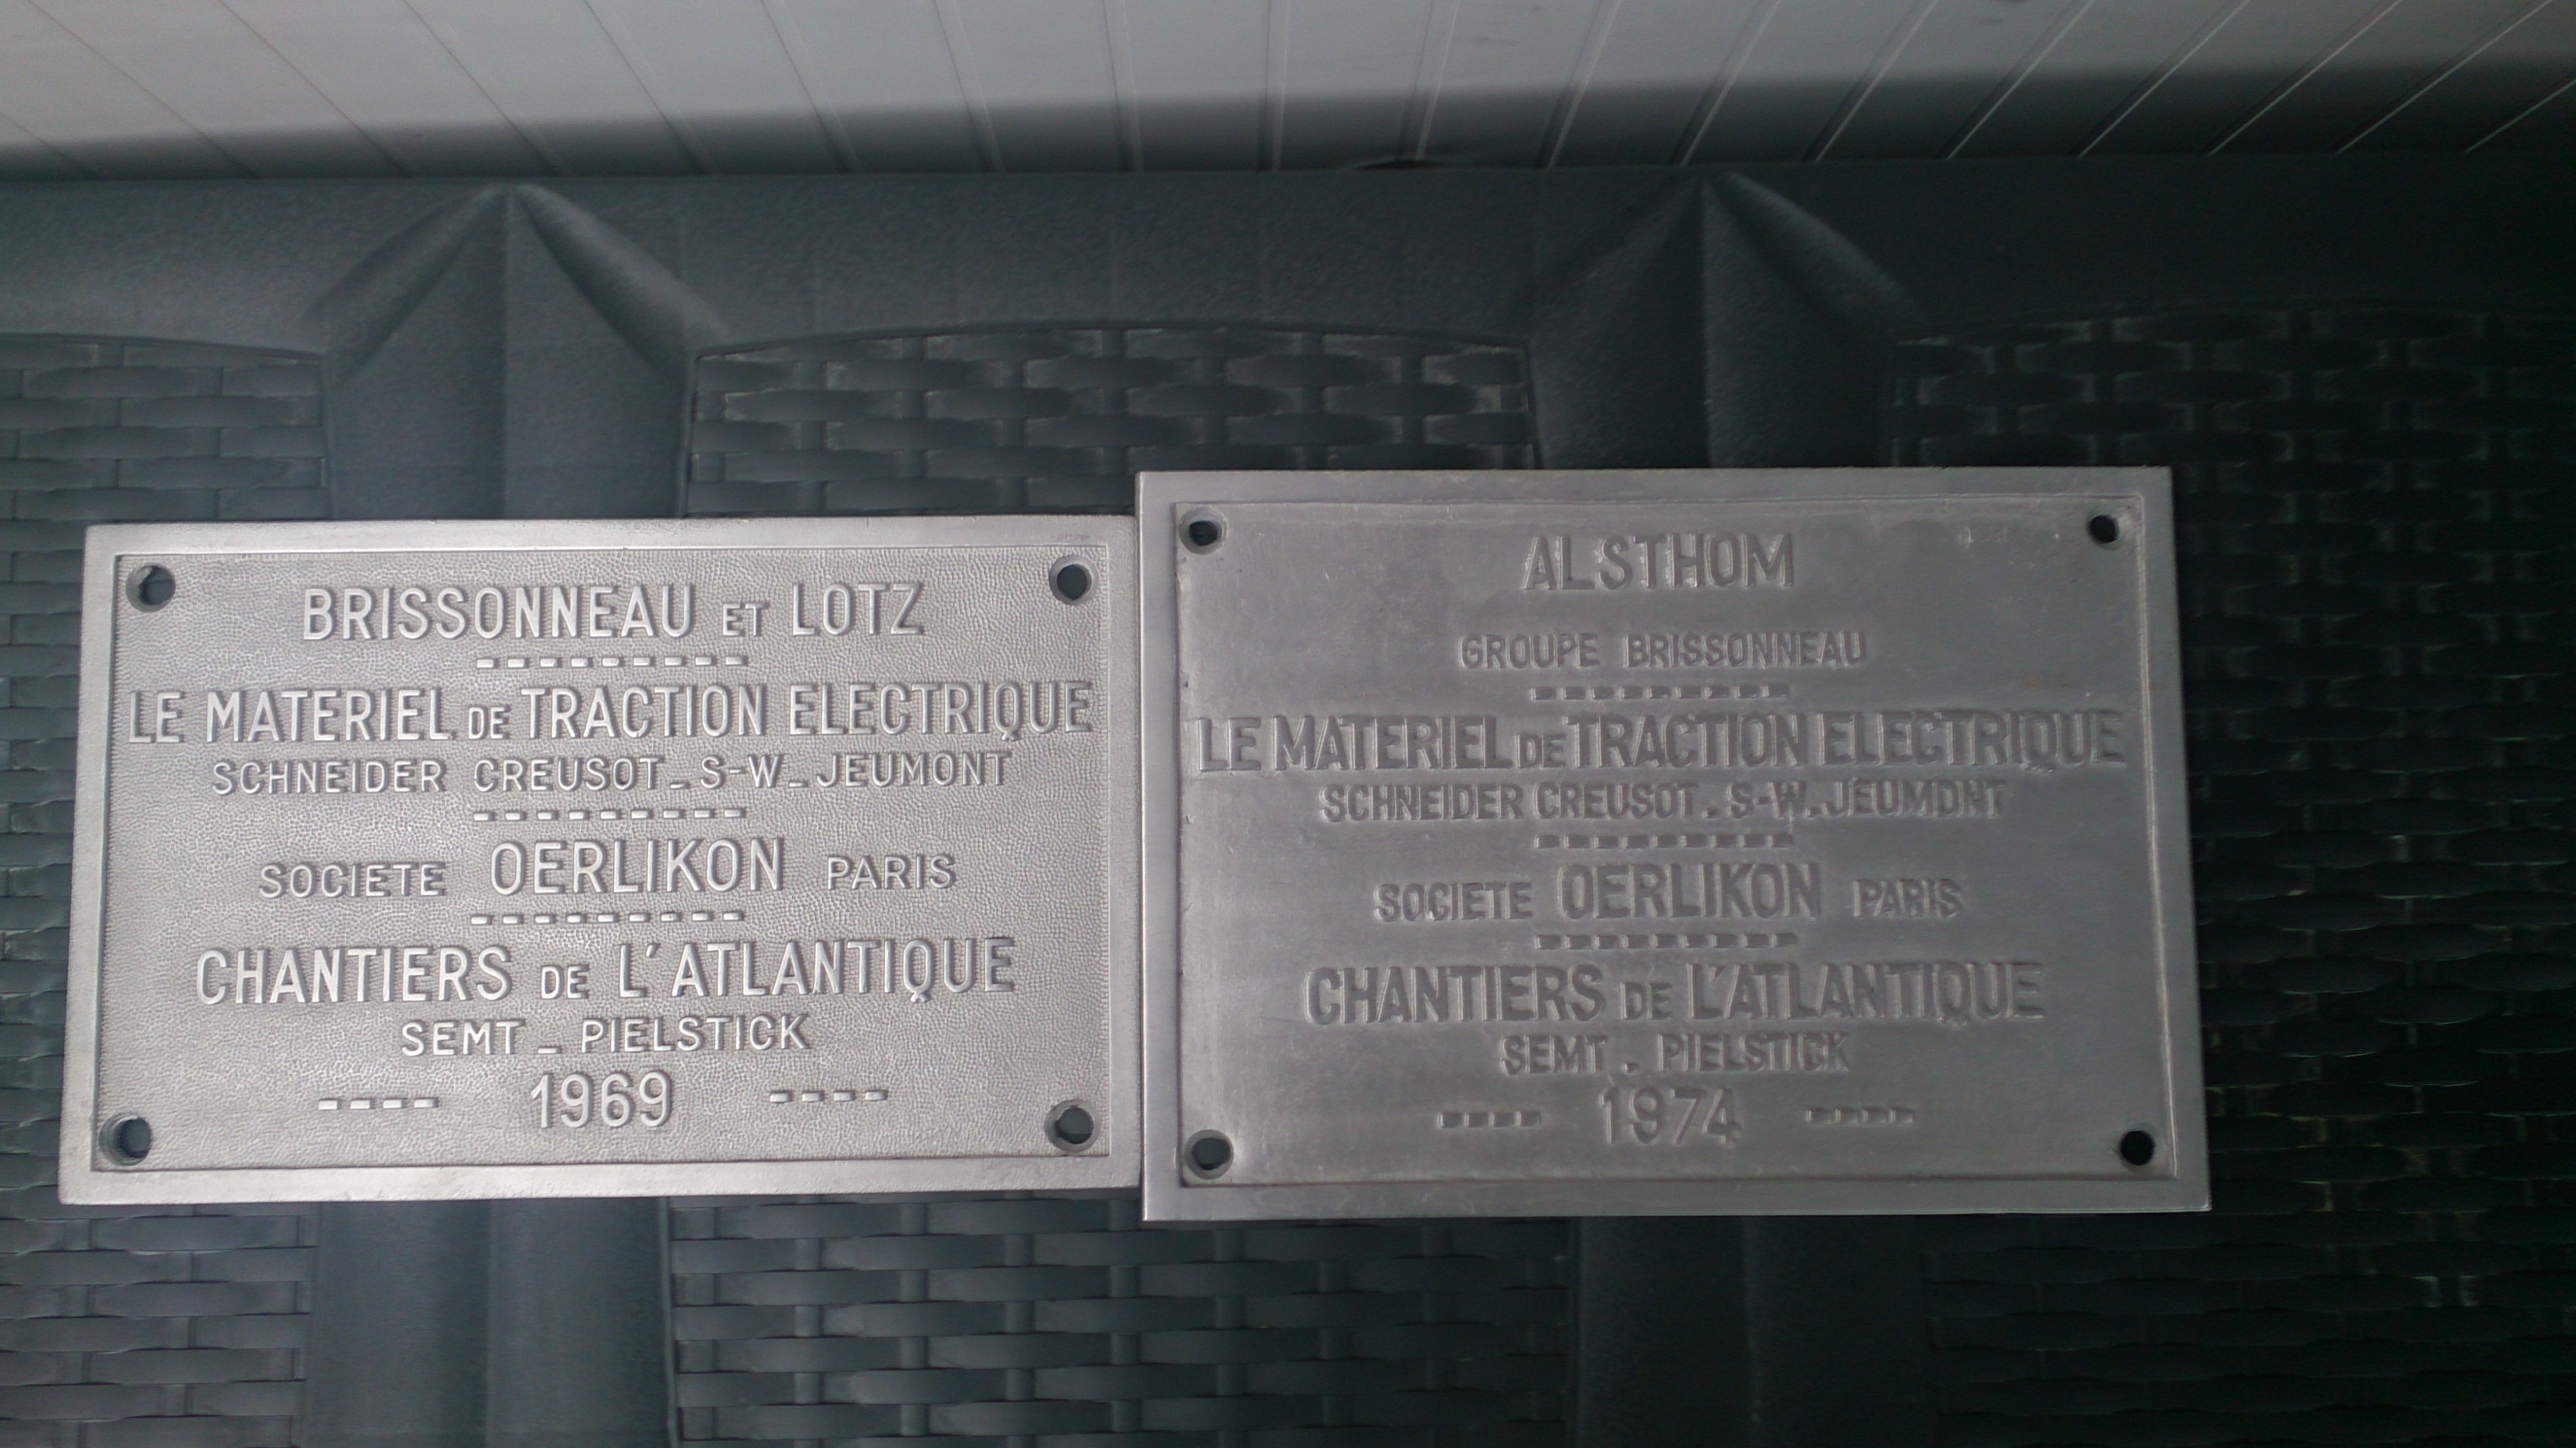 BRISSONNEAU ET LOTZ
LE MATERIEL DE TRACTION ELECTRIQUE
SCHNEIDER CREUSOT_S-W_JEUMONT
SOCIETE OERLIKON PARIS
CHANTIERS DE L'ATLANTIQUE
SEMT _ PIELSTICK
---- 1969 ----
ALSTHOM
GROUPE BRISSONNEAU
LE MATERIEL DE TRACTION ELECTRIQUE
SCHNEIDER CREUSOT_S-W_JEUMONT
SOCIETE OERLIKON PARIS
CHANTIERS DE L'ATLANTIQUE
SEMT _ PIELSTICK
---- 1974 ----